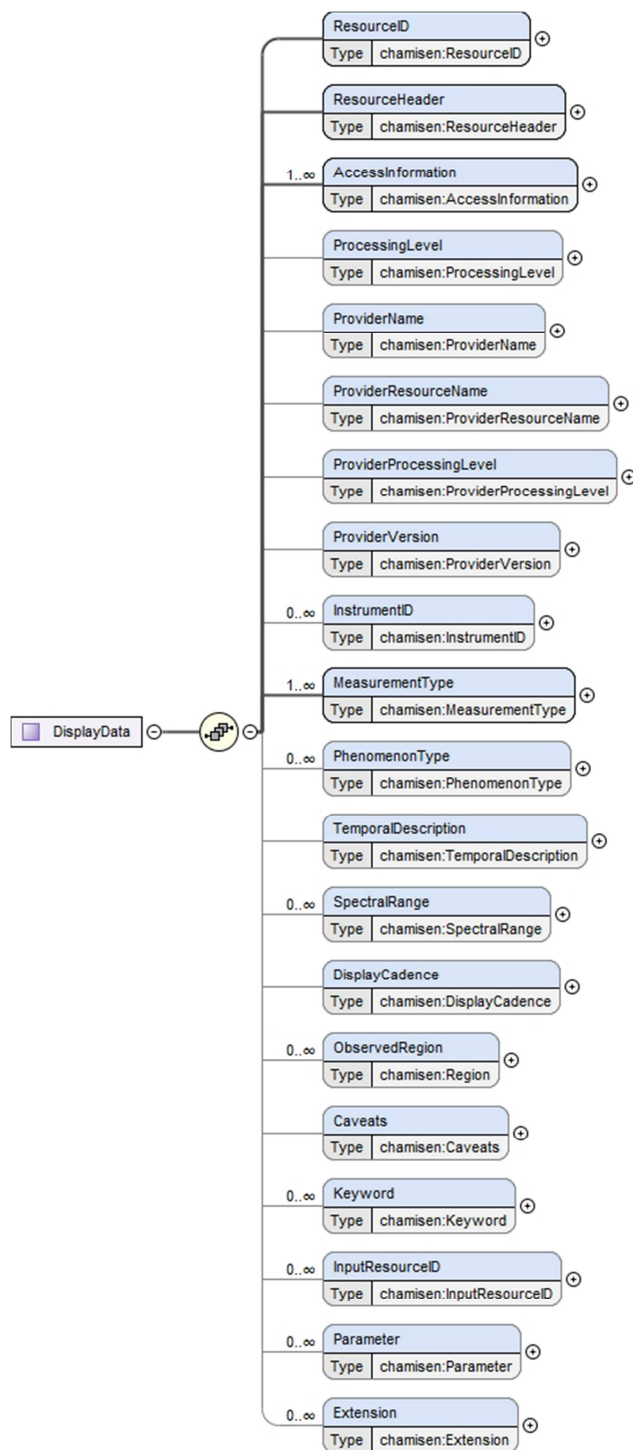 ResourceID
Type chamisen:ResourceID
ResourceHeader
Type chamisen:ResourceHeader
1..∞
AccessInformation
Type chamisen:AccessInformation
ProcessingLevel
Type chamisen:ProcessingLevel
ProviderName
Type chamisen:ProviderName
ProviderResourceName
Type chamisen:ProviderResourceName
ProviderProcessingLevel
Type chamisen:ProviderProcessingLevel
ProviderVersion
Type chamisen:ProviderVersion
0..∞
InstrumentID
Type chamisen:InstrumentID
1..∞
MeasurementType
Type chamisen:MeasurementType
DisplayData
0..∞
PhenomenonType
Type chamisen:PhenomenonType
TemporalDescription
Type chamisen:TemporalDescription
0..∞
SpectralRange
Type chamisen:SpectralRange
DisplayCadence
Type chamisen:DisplayCadence
0..∞
ObservedRegion
Type chamisen:Region
Caveats
Type chamisen:Caveats
0..∞
Keyword
Type chamisen:Keyword
0..∞
InputResourceID
Type chamisen:InputResourceID
0..∞
Parameter
Type chamisen:Parameter
0..∞
Extension
Type chamisen:Extension